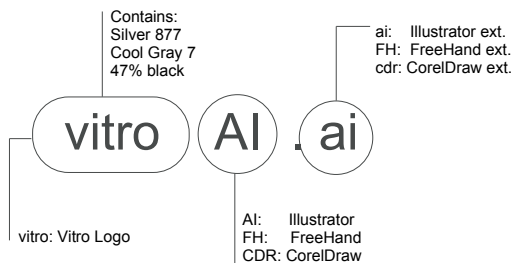 Contains:
Silver 877
Cool Gray 7
47% black
ai: Illustrator ext.
FH: FreeHand ext.
cdr: CorelDraw ext.
vitro AI . ai
vitro: Vitro Logo
AI: Illustrator
FH: FreeHand
CDR: CorelDraw